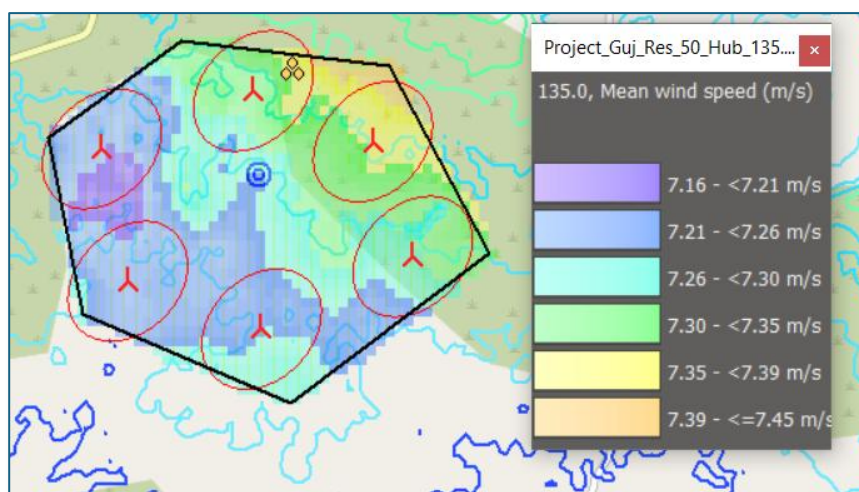 Project_Guj_Res_50_Hub_135....
×
135.0, Mean wind speed (m/s)
7.16 - <7.21 m/s
7.21 - <7.26 m/s
7.26 - <7.30 m/s
7.30 - <7.35 m/s
7.35 - <7.39 m/s
7.39 - <=7.45 m/s